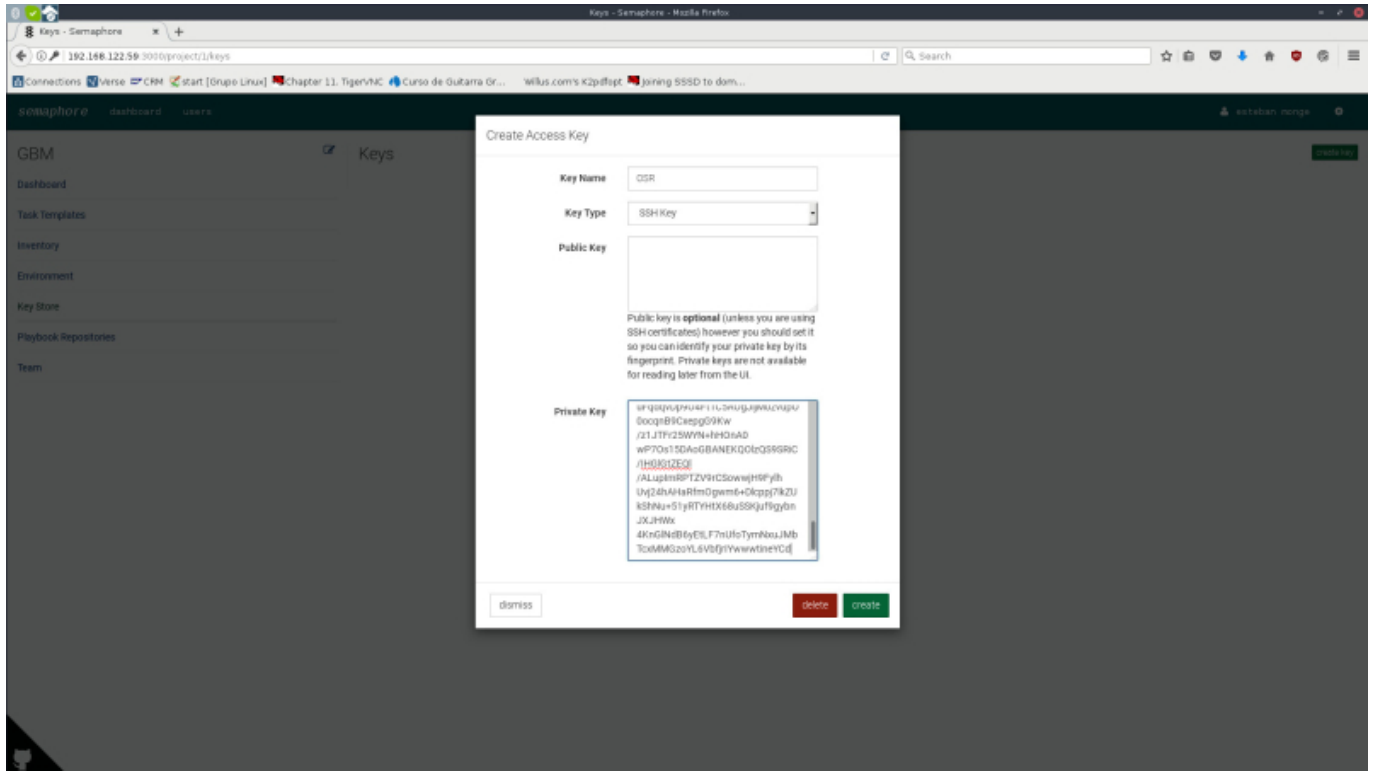 Keys - Semaphore - Mozilla Firefox
Keys - Semaphore
192.168.122.59:3000/project/1/keys
Search
Connections Verse CRM start [Grupo Linux] Chapter 11. TigerVNC Curso de Guitarra Gr... Willus.com's K2pdfopt Joining SSSD to dom...
semaphore dashboard users
esteban monge
GBM
Keys
create key
Dashboard
Task Templates
Inventory
Environment
Key Store
Playbook Repositories
Team
Create Access Key
Key Name
OSR
Key Type
SSH Key
Public Key
Public key is optional (unless you are using
SSH certificates) however you should set it
so you can identify your private key by its
fingerprint. Private keys are not available
for reading later from the UI.
Private Key
JXJHWx
dismiss
delete
create